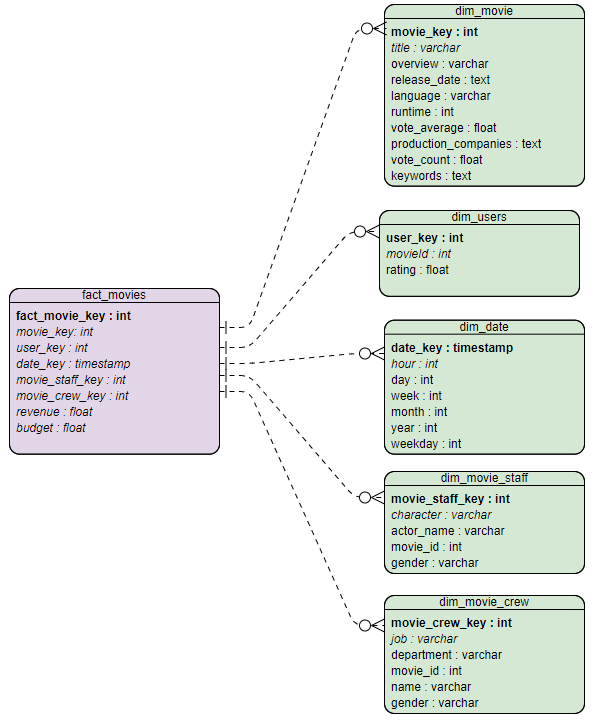 dim_movie
movie_key : int
title : varchar
overview : varchar
release_date : text
language : varchar
runtime : int
vote_average : float
production_companies : text
vote_count : float
keywords : text
dim_users
user_key : int
movieId : int
rating : float
fact_movies
fact_movie_key : int
movie_key: int
user_key : int
date_key : timestamp
movie_staff_key : int
movie_crew_key : int
revenue : float
budget : float
dim_date
date_key : timestamp
hour : int
day : int
week : int
month : int
year : int
weekday : int
dim_movie_staff
movie_staff_key : int
character : varchar
actor_name : varchar
movie_id : int
gender : varchar
dim_movie_crew
movie_crew_key : int
job : varchar
department : varchar
movie_id : int
name : varchar
gender : varchar